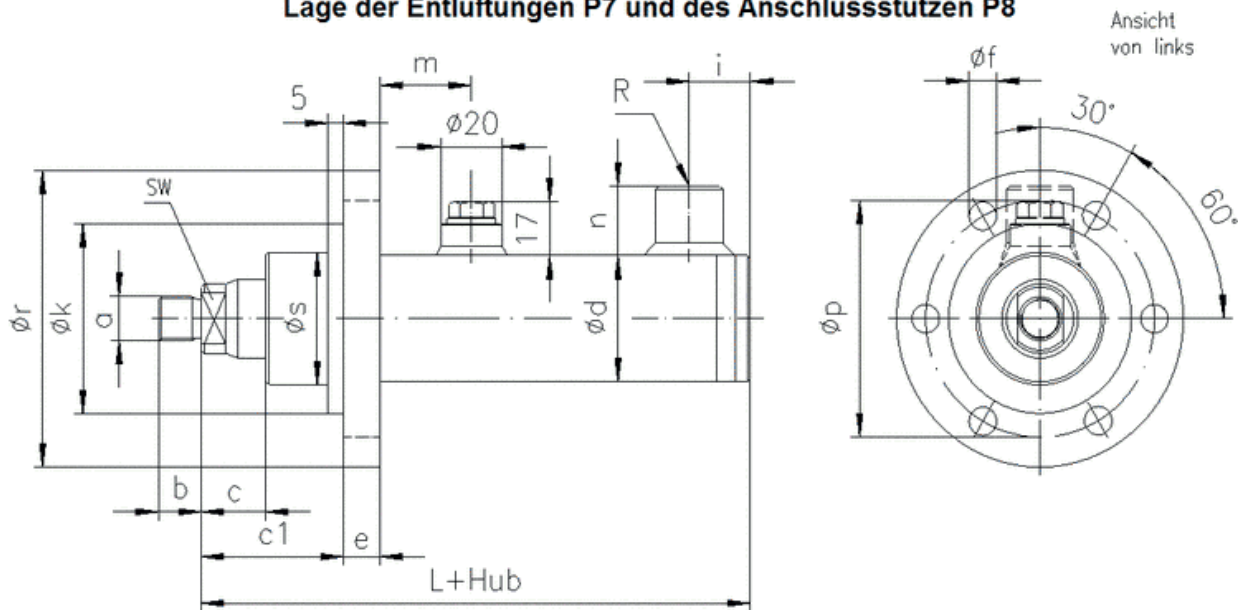 Lage der Entlüftungen P7 und des Anschlussstutzen P8
Ansicht
von links
m
i
øf
5
R
30°
ø20
SW
17
n
60°
ør
øk
a
øs
ød
øp
b
c
c1
e
L+Hub